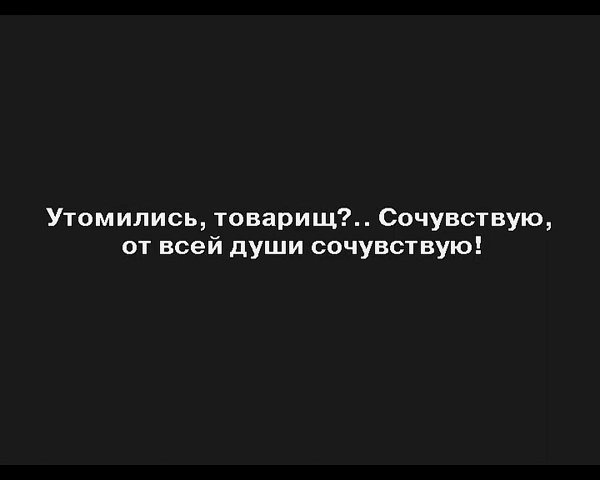 Утомились, товарищ?.. Сочувствую,
от всей души сочувствую!